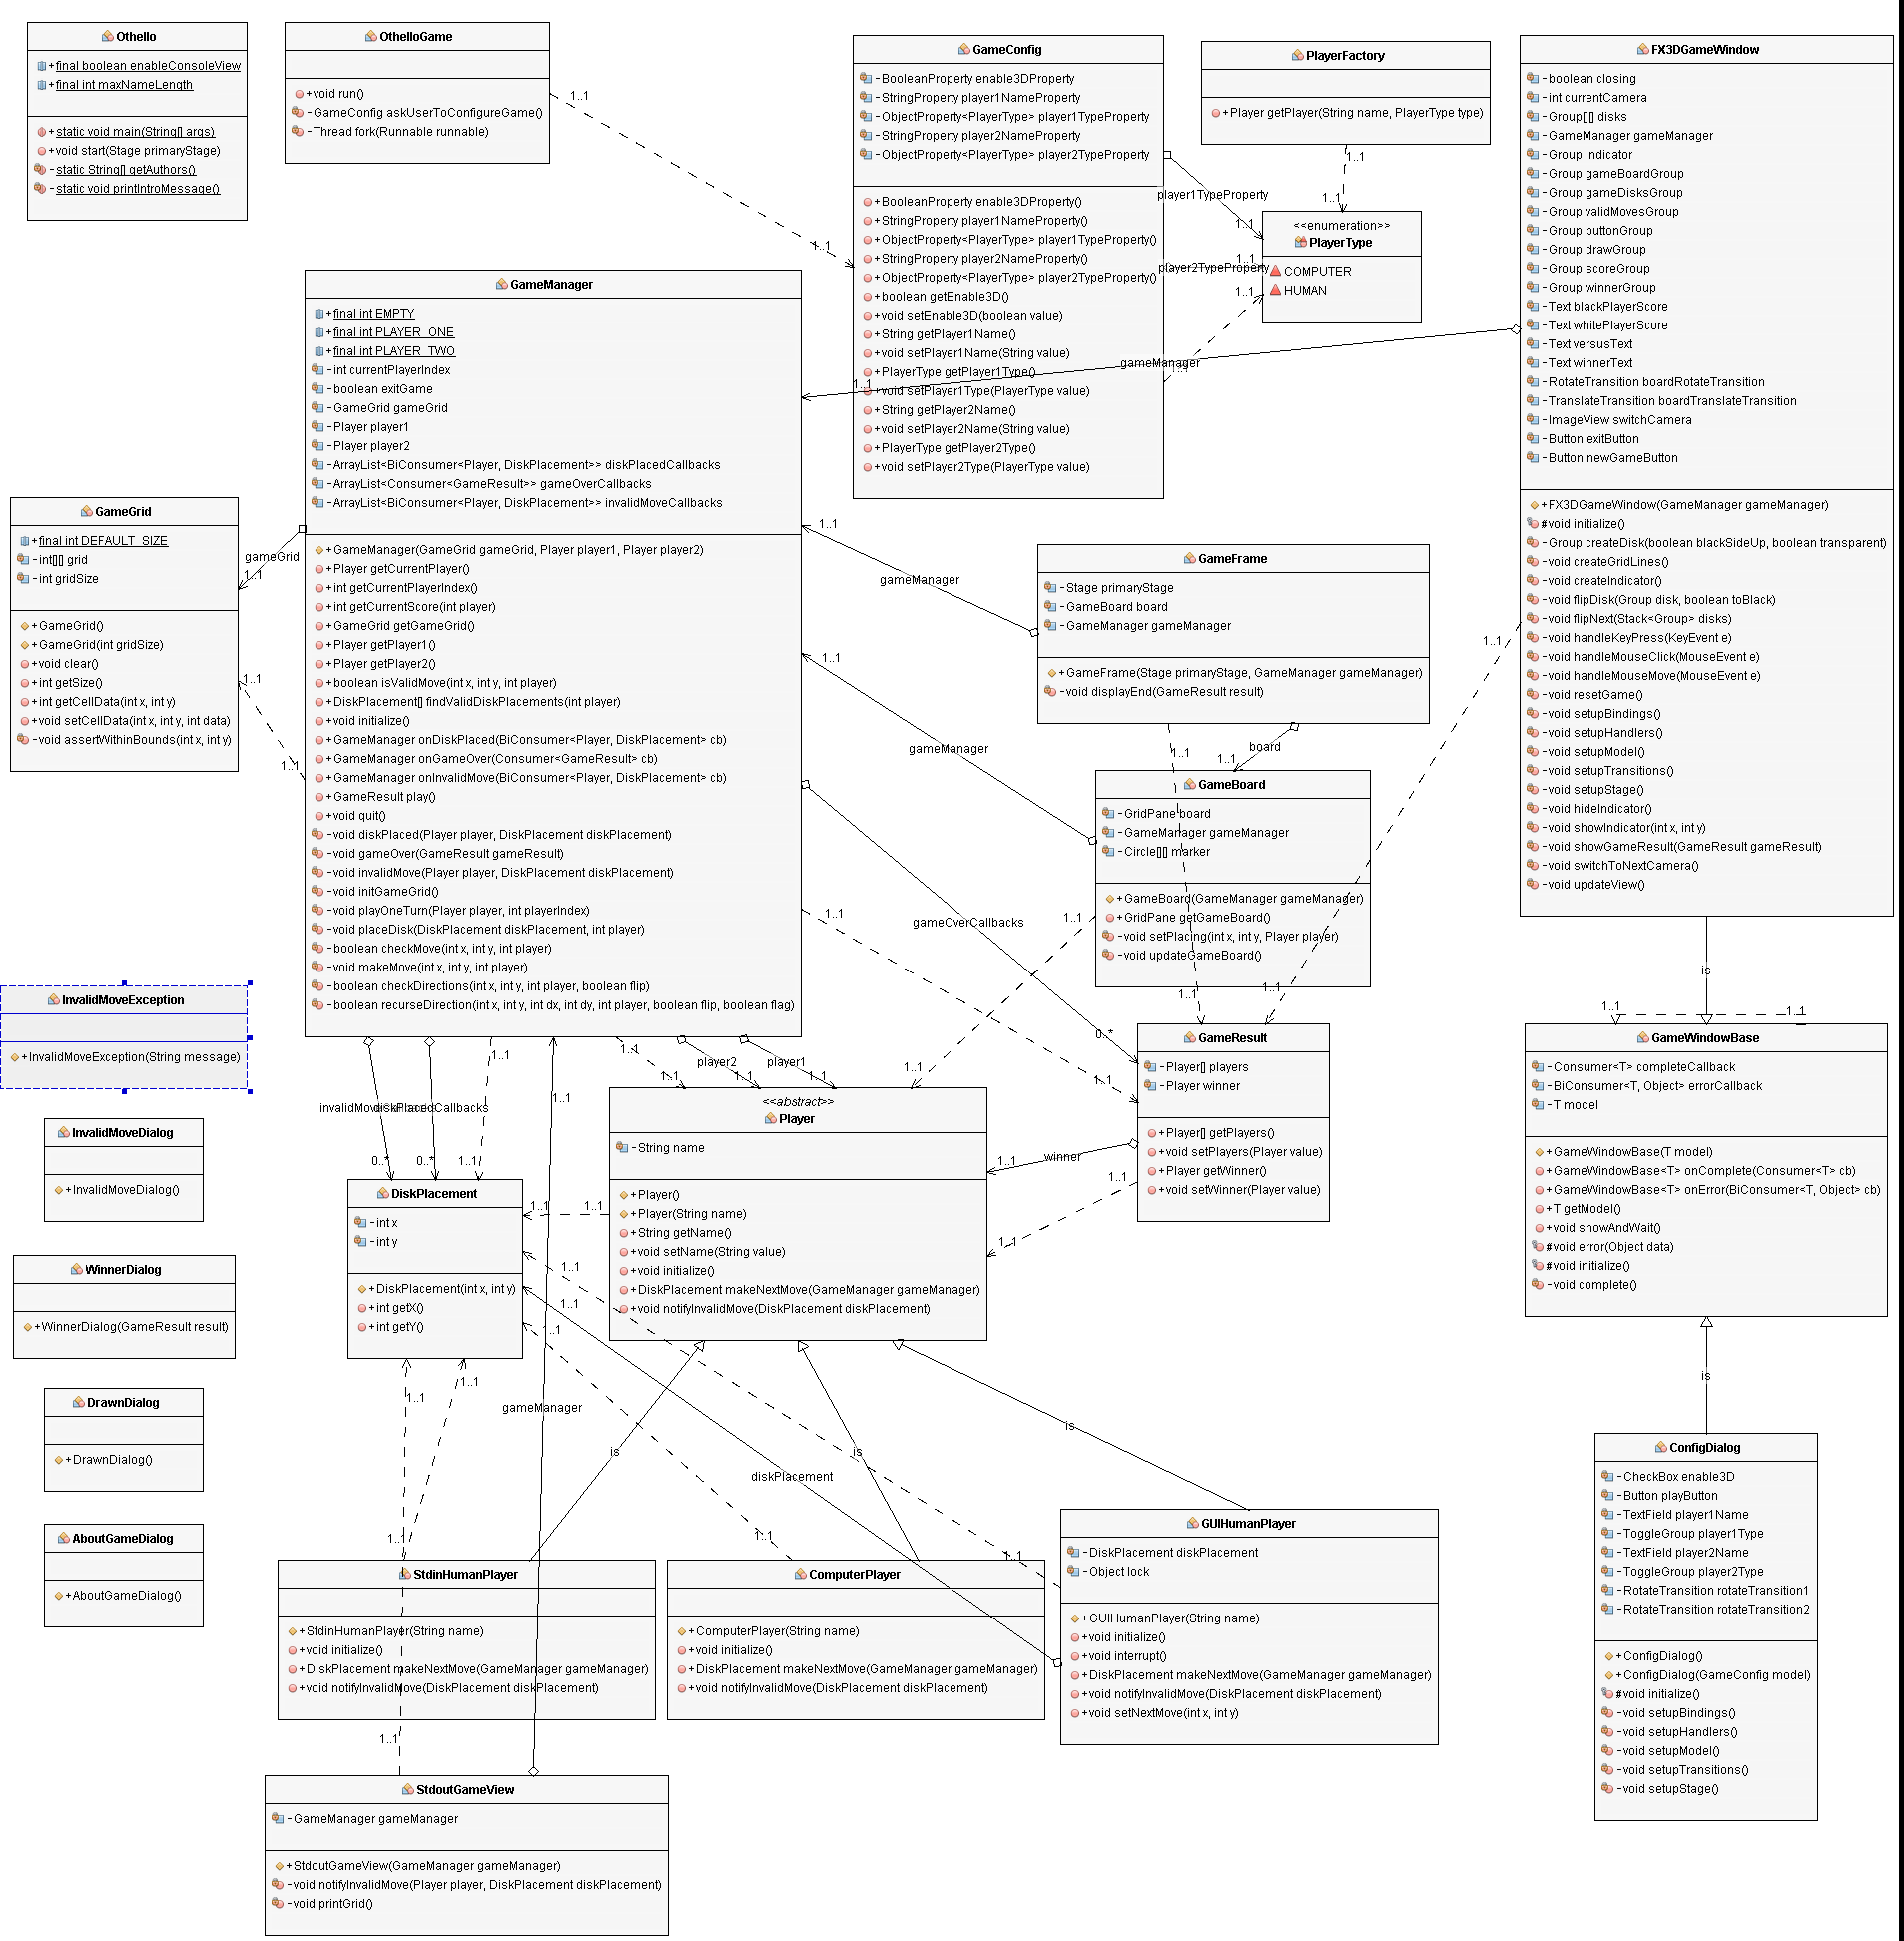 Othello
+final boolean enableConsoleView
+final int maxNameLength
+static void main(String[] args)
+void start(Stage primaryStage)
-static String[] getAuthors()
-static void printIntroMessage()
OthelloGame
+void run()
-GameConfig askUserToConfigureGame()
-Thread fork(Runnable runnable)
1..1
1..1
GameConfig
-BooleanProperty enable3DProperty
-StringProperty player1NameProperty
-ObjectProperty<PlayerType> player1TypeProperty
-StringProperty player2NameProperty
-ObjectProperty<PlayerType> player2TypeProperty
+BooleanProperty enable3DProperty()
+StringProperty player1NameProperty()
+ObjectProperty<PlayerType> player1TypeProperty()
+StringProperty player2NameProperty()
+ObjectProperty<PlayerType> player2TypeProperty()
+boolean getEnable3D()
+void setEnable3D(boolean value)
+String getPlayer1Name()
+void setPlayer1Name(String value)
+PlayerType getPlayer1Type()
+void setPlayer1Type(PlayerType value)
+String getPlayer2Name()
+void setPlayer2Name(String value)
+PlayerType getPlayer2Type()
+void setPlayer2Type(PlayerType value)
PlayerFactory
+Player getPlayer(String name, PlayerType type)
1..1
1..1
player1TypeProperty
1..1
player2TypeProperty
1..1
1..1
1..1
<<enumeration>>
PlayerType
COMPUTER
HUMAN
FX3DGameWindow
-boolean closing
-int currentCamera
-Group[][] disks
-GameManager gameManager
-Group indicator
-Group gameBoardGroup
-Group gameDisksGroup
-Group validMovesGroup
-Group buttonGroup
-Group drawGroup
-Group scoreGroup
-Group winnerGroup
-Text blackPlayerScore
-Text whitePlayerScore
-Text versusText
-Text winnerText
-RotateTransition boardRotateTransition
-TranslateTransition boardTranslateTransition
-ImageView switchCamera
-Button exitButton
-Button newGameButton
+FX3DGameWindow(GameManager gameManager)
#void initialize()
-Group createDisk(boolean blackSideUp, boolean transparent)
-void createGridLines()
-void createIndicator()
-void flipDisk(Group disk, boolean toBlack)
-void flipNext(Stack<Group> disks)
-void handleKeyPress(KeyEvent e)
-void handleMouseClick(MouseEvent e)
-void handleMouseMove(MouseEvent e)
-void resetGame()
-void setupBindings()
-void setupHandlers()
-void setupModel()
-void setupTransitions()
-void setupStage()
-void hideIndicator()
-void showIndicator(int x, int y)
-void showGameResult(GameResult gameResult)
-void switchToNextCamera()
-void updateView()
gameManager
1..1
GameManager
+final int EMPTY
+final int PLAYER_ONE
+final int PLAYER_TWO
-int currentPlayerIndex
-boolean exitGame
-GameGrid gameGrid
-Player player1
-Player player2
-ArrayList<BiConsumer<Player, DiskPlacement>> diskPlacedCallbacks
-ArrayList<Consumer<GameResult>> gameOverCallbacks
-ArrayList<BiConsumer<Player, DiskPlacement>> invalidMoveCallbacks
+GameManager(GameGrid gameGrid, Player player1, Player player2)
+Player getCurrentPlayer()
+int getCurrentPlayerIndex()
+int getCurrentScore(int player)
+GameGrid getGameGrid()
+Player getPlayer1()
+Player getPlayer2()
+boolean isValidMove(int x, int y, int player)
+DiskPlacement[] findValidDiskPlacements(int player)
+void initialize()
+GameManager onDiskPlaced(BiConsumer<Player, DiskPlacement> cb)
+GameManager onGameOver(Consumer<GameResult> cb)
+GameManager onInvalidMove(BiConsumer<Player, DiskPlacement> cb)
+GameResult play()
+void quit()
-void diskPlaced(Player player, DiskPlacement diskPlacement)
-void gameOver(GameResult gameResult)
-void invalidMove(Player player, DiskPlacement diskPlacement)
-void initGameGrid()
-void playOneTurn(Player player, int playerIndex)
-void placeDisk(DiskPlacement diskPlacement, int player)
-boolean checkMove(int x, int y, int player)
-void makeMove(int x, int y, int player)
-boolean checkDirections(int x, int y, int player, boolean flip)
-boolean recurseDirection(int x, int y, int dx, int dy, int player, boolean flip, boolean flag)
GameGrid
+final int DEFAULT_SIZE
-int[][] grid
-int gridSize
+GameGrid()
+GameGrid(int gridSize)
+void clear()
+int getSize()
+int getCellData(int x, int y)
+void setCellData(int x, int y, int data)
-void assertWithinBounds(int x, int y)
gameGrid
1..1
1..1
1..1
1..1
gameManager
1..1
gameManager
GameFrame
-Stage primaryStage
-GameBoard board
-GameManager gameManager
+GameFrame(Stage primaryStage, GameManager gameManager)
-void displayEnd(GameResult result)
1..1
1..1
board
1..1
GameBoard
-GridPane board
-GameManager gameManager
-Circle[][] marker
+GameBoard(GameManager gameManager)
+GridPane getGameBoard()
-void setPlacing(int x, int y, Player player)
-void updateGameBoard()
gameOverCallbacks
0..*
1..1
1..1
1..1
1..1
1..1
GameResult
-Player[] players
-Player winner
+Player[] getPlayers()
+void setPlayers(Player value)
+Player getWinner()
+void setWinner(Player value)
winner
1..1
1..1
1..1
is
1..1
1..1
GameWindowBase
-Consumer<T> completeCallback
-BiConsumer<T, Object> errorCallback
-T model
+GameWindowBase(T model)
+GameWindowBase<T> onComplete(Consumer<T> cb)
+GameWindowBase<T> onError(BiConsumer<T, Object> cb)
+T getModel()
+void showAndWait()
#void error(Object data)
#void initialize()
-void complete()
is
ConfigDialog
-CheckBox enable3D
-Button playButton
-TextField player1Name
-ToggleGroup player1Type
-TextField player2Name
-ToggleGroup player2Type
-RotateTransition rotateTransition1
-RotateTransition rotateTransition2
+ConfigDialog()
+ConfigDialog(GameConfig model)
#void initialize()
-void setupBindings()
-void setupHandlers()
-void setupModel()
-void setupTransitions()
-void setupStage()
InvalidMoveException
+InvalidMoveException(String message)
InvalidMoveDialog
+InvalidMoveDialog()
WinnerDialog
+WinnerDialog(GameResult result)
DrawnDialog
+DrawnDialog()
AboutGameDialog
+AboutGameDialog()
1..1
1..1
1..1
player2
1..1
player1
1..1
diskPlacedCallbacks
0..*
0..*
1..1
1..1
<<abstract>>
Player
-String name
+Player()
+Player(String name)
+String getName()
+void setName(String value)
+void initialize()
+DiskPlacement makeNextMove(GameManager gameManager)
+void notifyInvalidMove(DiskPlacement diskPlacement)
DiskPlacement
-int x
-int y
+DiskPlacement(int x, int y)
+int getX()
+int getY()
1..1
1..1
1..1
1..1
1..1
1..1
1..1
gameManager
is
is
is
diskPlacement
1..1
1..1
1..1
StdinHumanPlayer
+StdinHumanPlayer(String name)
+void initialize()
+DiskPlacement makeNextMove(GameManager gameManager)
+void notifyInvalidMove(DiskPlacement diskPlacement)
ComputerPlayer
+ComputerPlayer(String name)
+void initialize()
+DiskPlacement makeNextMove(GameManager gameManager)
+void notifyInvalidMove(DiskPlacement diskPlacement)
GUIHumanPlayer
-DiskPlacement diskPlacement
-Object lock
+GUIHumanPlayer(String name)
+void initialize()
+void interrupt()
+DiskPlacement makeNextMove(GameManager gameManager)
+void notifyInvalidMove(DiskPlacement diskPlacement)
+void setNextMove(int x, int y)
1..1
StdoutGameView
-GameManager gameManager
+StdoutGameView(GameManager gameManager)
-void notifyInvalidMove(Player player, DiskPlacement diskPlacement)
-void printGrid()